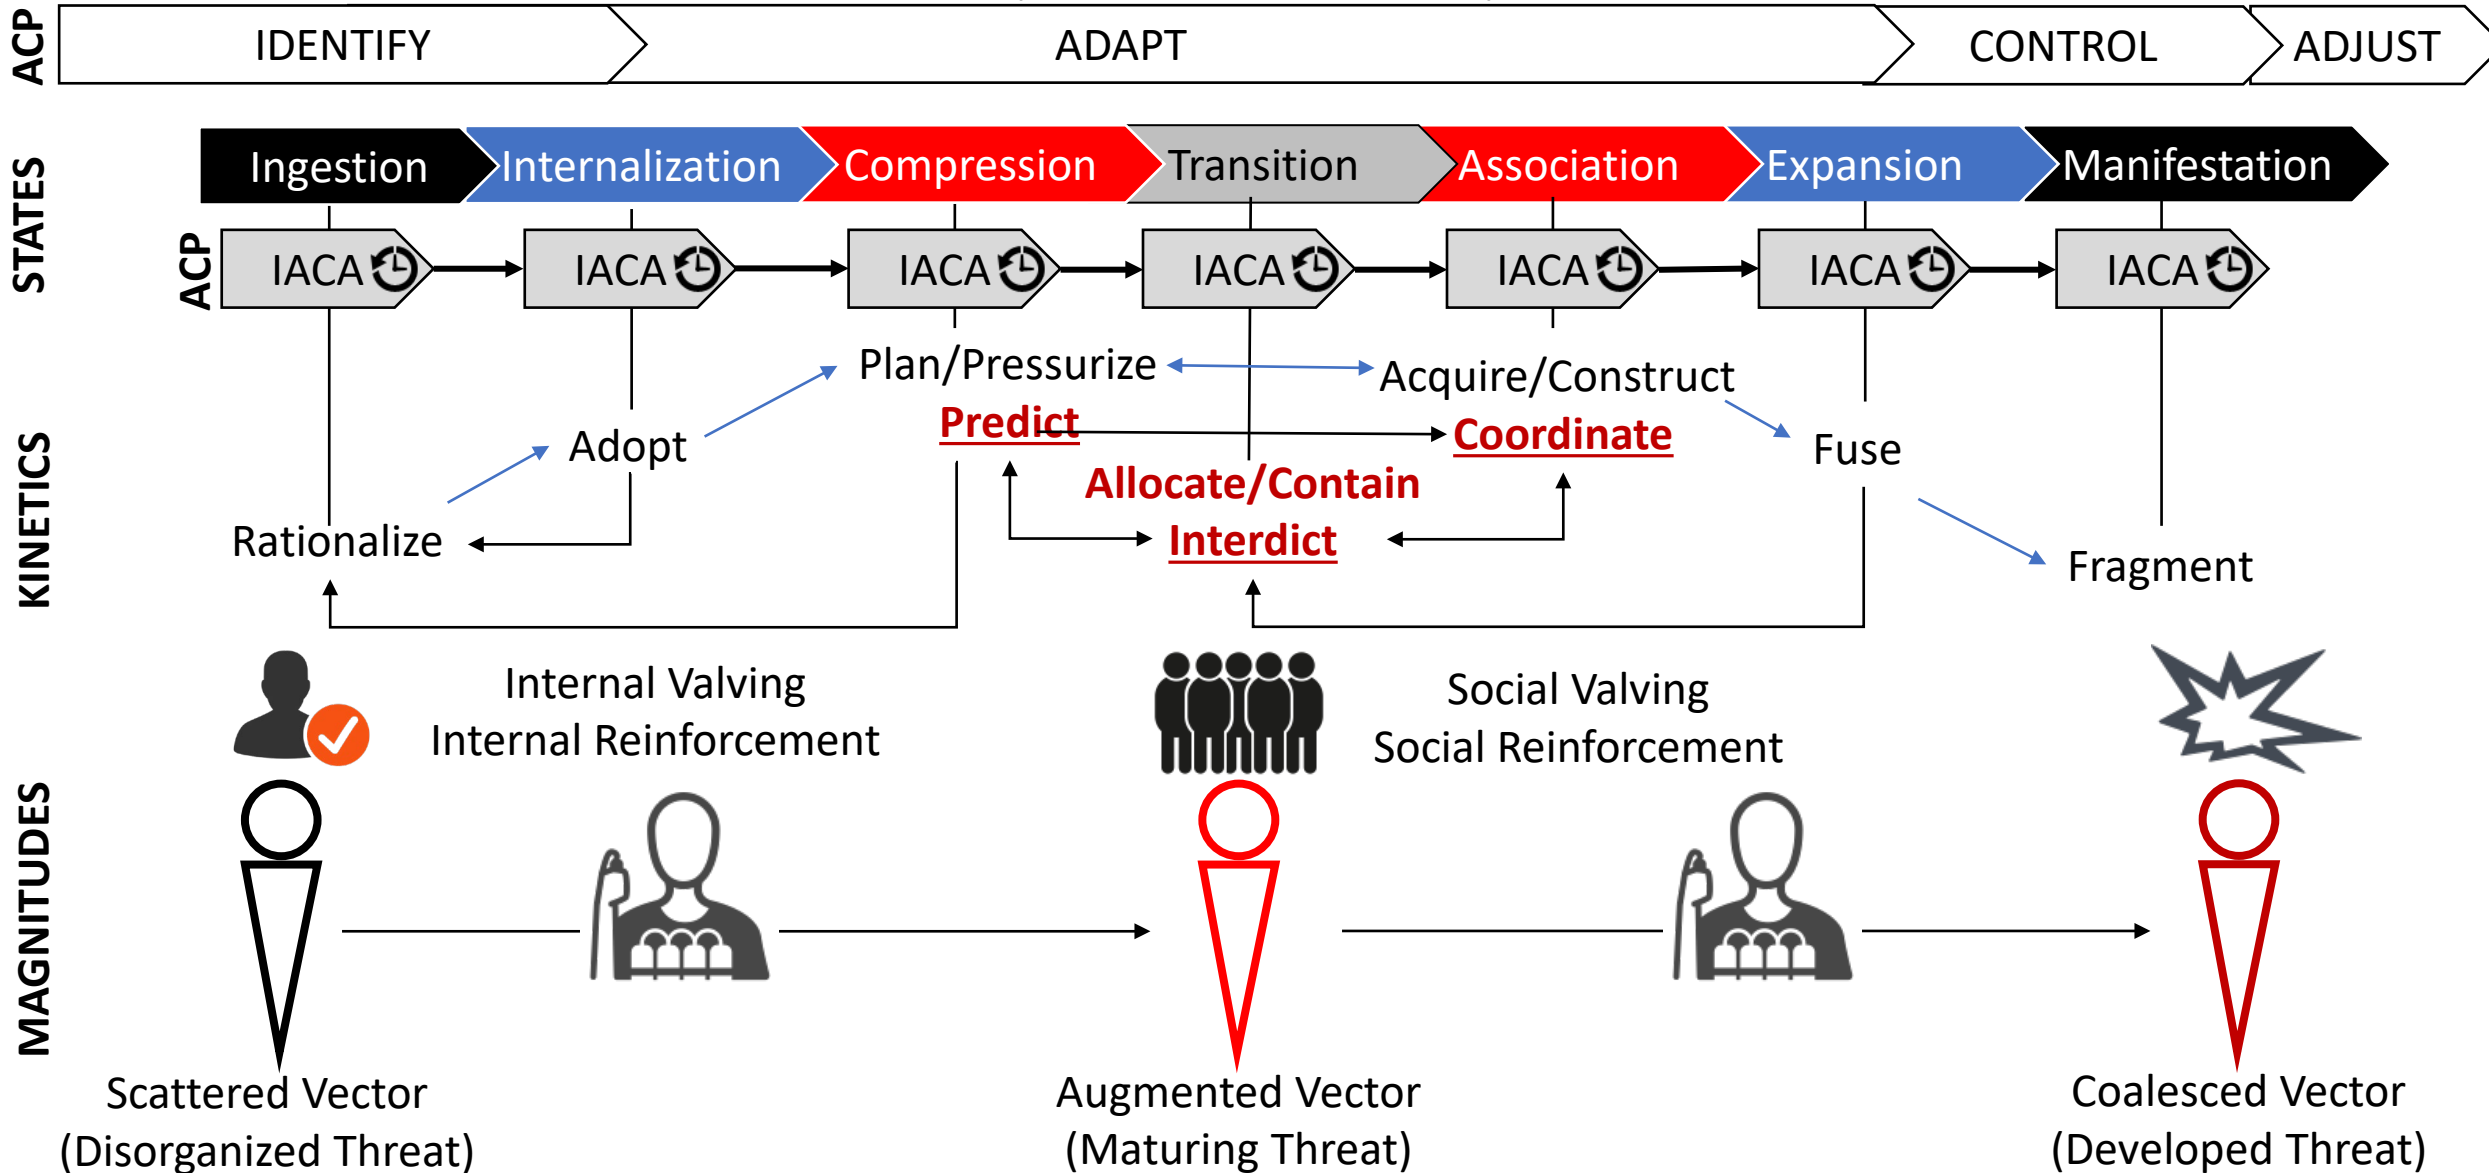 ACP
IDENTIFY
ADAPT
CONTROL
ADJUST
STATES
Ingestion
Internalization
Compression
Transition
Association
Expansion
Manifestation
ACP
IACA
IACA
IACA
IACA
IACA
IACA
IACA
KINETICS
Plan/Pressurize
Acquire/Construct
Predict
Coordinate
Adopt
Fuse
Allocate/Contain
Rationalize
Interdict
Fragment
Internal Valving
Internal Reinforcement
Social Valving
Social Reinforcement
MAGNITUDES
Scattered Vector
(Disorganized Threat)
Augmented Vector
(Maturing Threat)
Coalesced Vector
(Developed Threat)